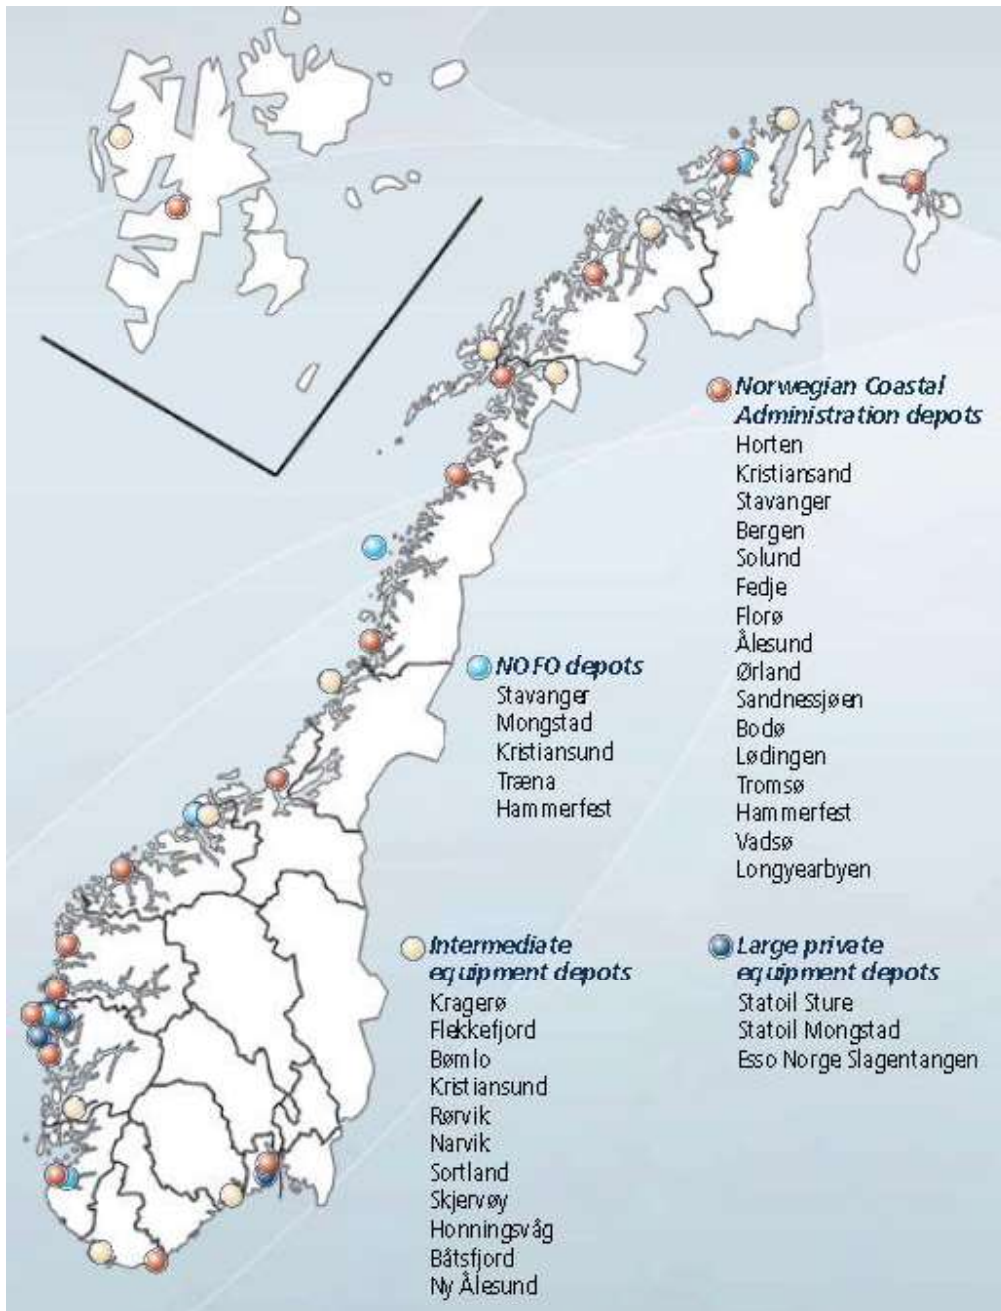 Norwegian Coastal
Administration depots
Horten
Kristiansand
Stavanger
Bergen
Solund
Fedje
Florø
Ålesund
Ørland
Sandnessjøen
Bodø
Lødingen
Tromsø
Hammerfest
Vadsø
Longyearbyen
NOFO depots
Stavanger
Mongstad
Kristiansund
Træna
Hammerfest
Intermediate
equipment depots
Kragerø
Flekkefjord
Bømlo
Kristiansund
Rørvik
Narvik
Sortland
Skjervøy
Honningsvåg
Båtsfjord
Ny Ålesund
Large private
equipment depots
Statoil Sture
Statoil Mongstad
Esso Norge Slagentangen